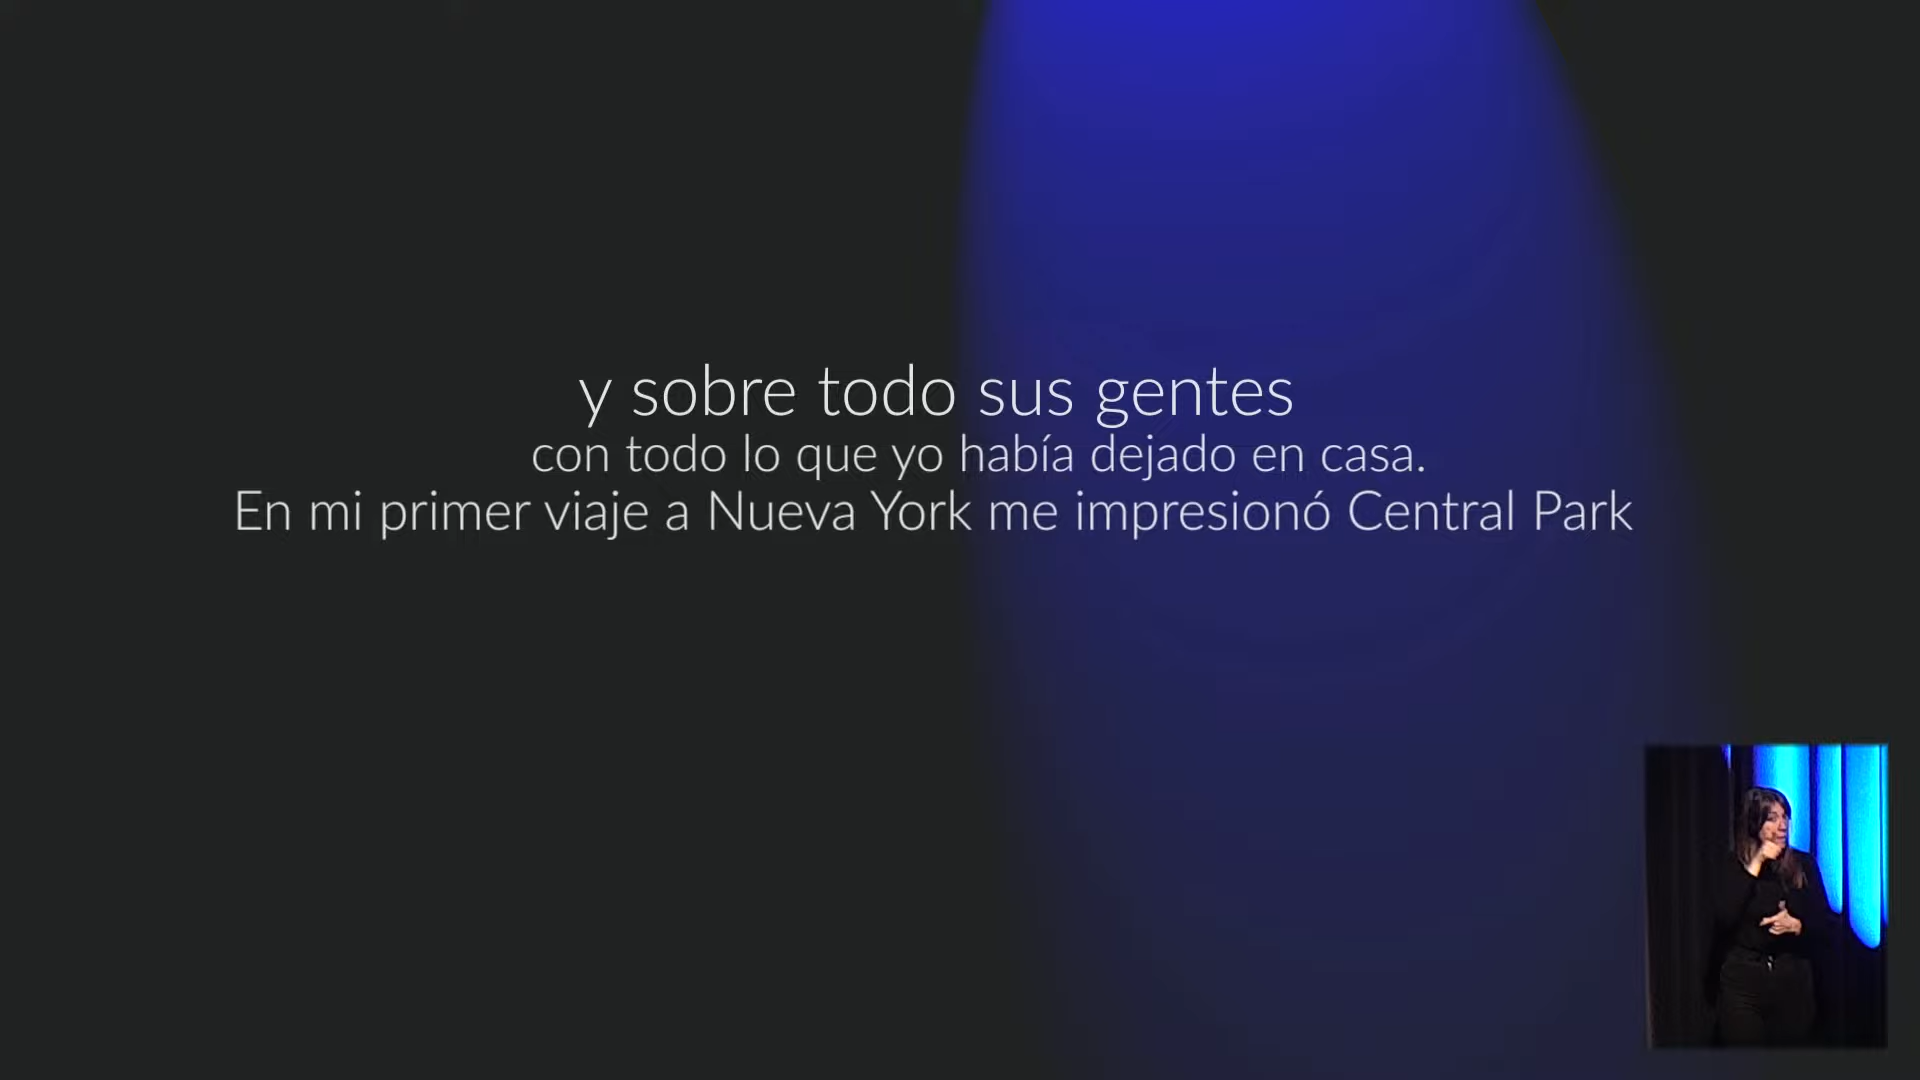 y sobre todo sus gentes
con todo lo que yo había dejado en casa.
En mi primer viaje a Nueva York me impresionó Central Park